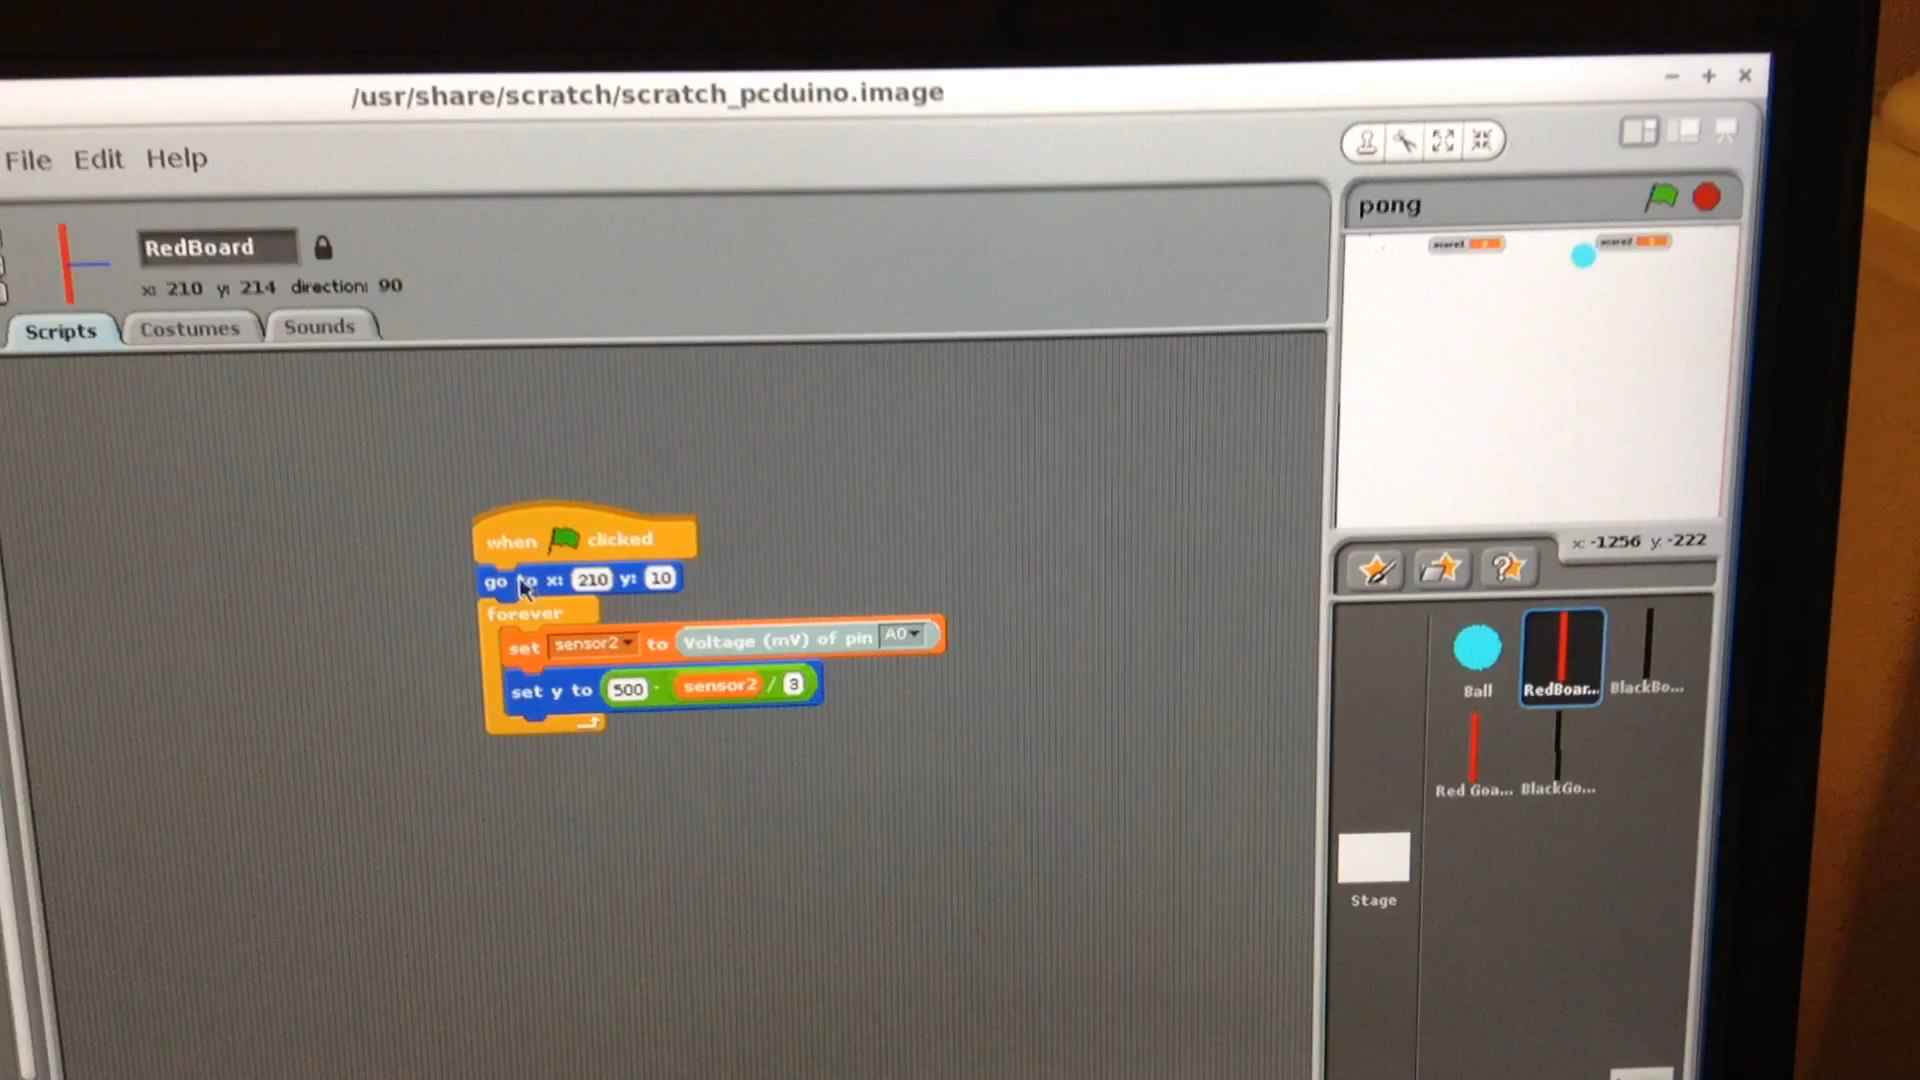 /usr/share/scratch/scratch_pcduino.image
File Edit Help
pong
RedBoard
score1
score2
x: 210 y: 214 direction: 90
Scripts Costumes Sounds
when clicked
go to x: 210 y: 10
forever
set sensor2 to Voltage (mV) of pin A0
set y to 500 - sensor2 / 3
x: -1256 y: -222
Ball RedBoar... BlackBo...
Red Goa... BlackGo...
Stage